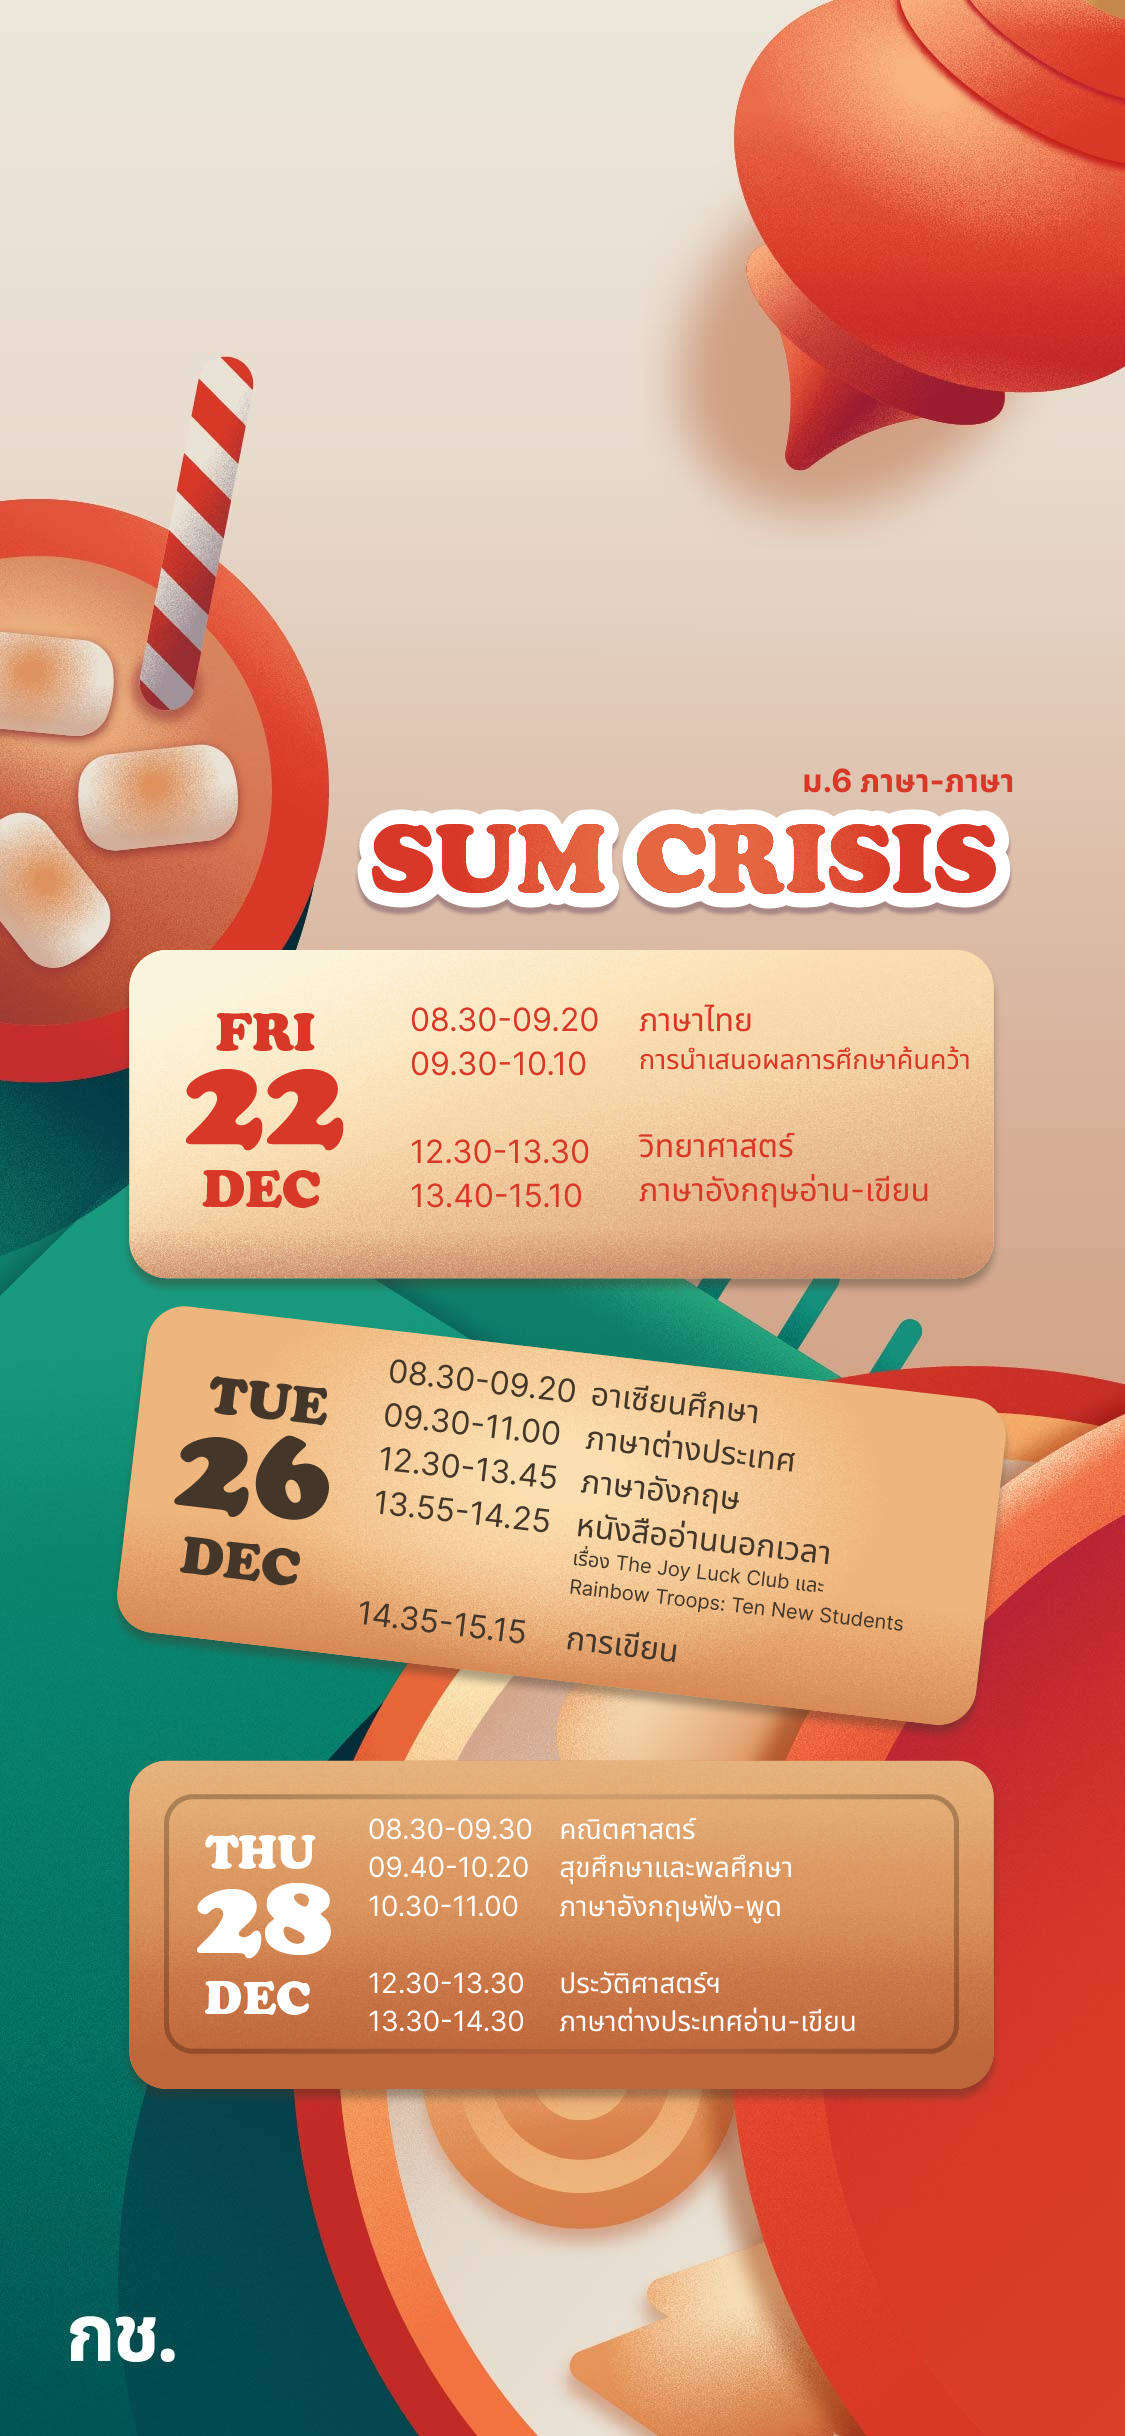 ม.6 ภาษา-ภาษา
SUM CRISIS
FRI
22
DEC
08.30-09.20 ภาษาไทย
09.30-10.10 การนำเสนอผลการศึกษาค้นคว้า
12.30-13.30 วิทยาศาสตร์
13.40-15.10 ภาษาอังกฤษอ่าน-เขียน
TUE
26
DEC
08.30-09.20 อาเซียนศึกษา
09.30-11.00 ภาษาต่างประเทศ
12.30-13.45 ภาษาอังกฤษ
13.55-14.25 หนังสืออ่านนอกเวลา
เรื่อง The Joy Luck Club และ
Rainbow Troops: Ten New Students
14.35-15.15 การเขียน
THU
28
DEC
08.30-09.30 คณิตศาสตร์
09.40-10.20 สุขศึกษาและพลศึกษา
10.30-11.00 ภาษาอังกฤษฟัง-พูด
12.30-13.30 ประวัติศาสตร์ฯ
13.30-14.30 ภาษาต่างประเทศอ่าน-เขียน
กช.